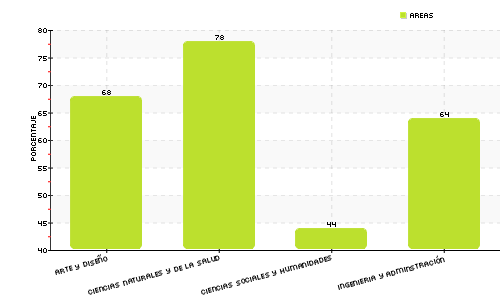 AREAS
80
75
70
65
60
55
50
45
40
PORCENTAJE
68
78
44
64
ARTE Y DISEÑO
CIENCIAS NATURALES Y DE LA SALUD
CIENCIAS SOCIALES Y HUMANIDADES
INGENIERIA Y ADMINSTRACIÓN